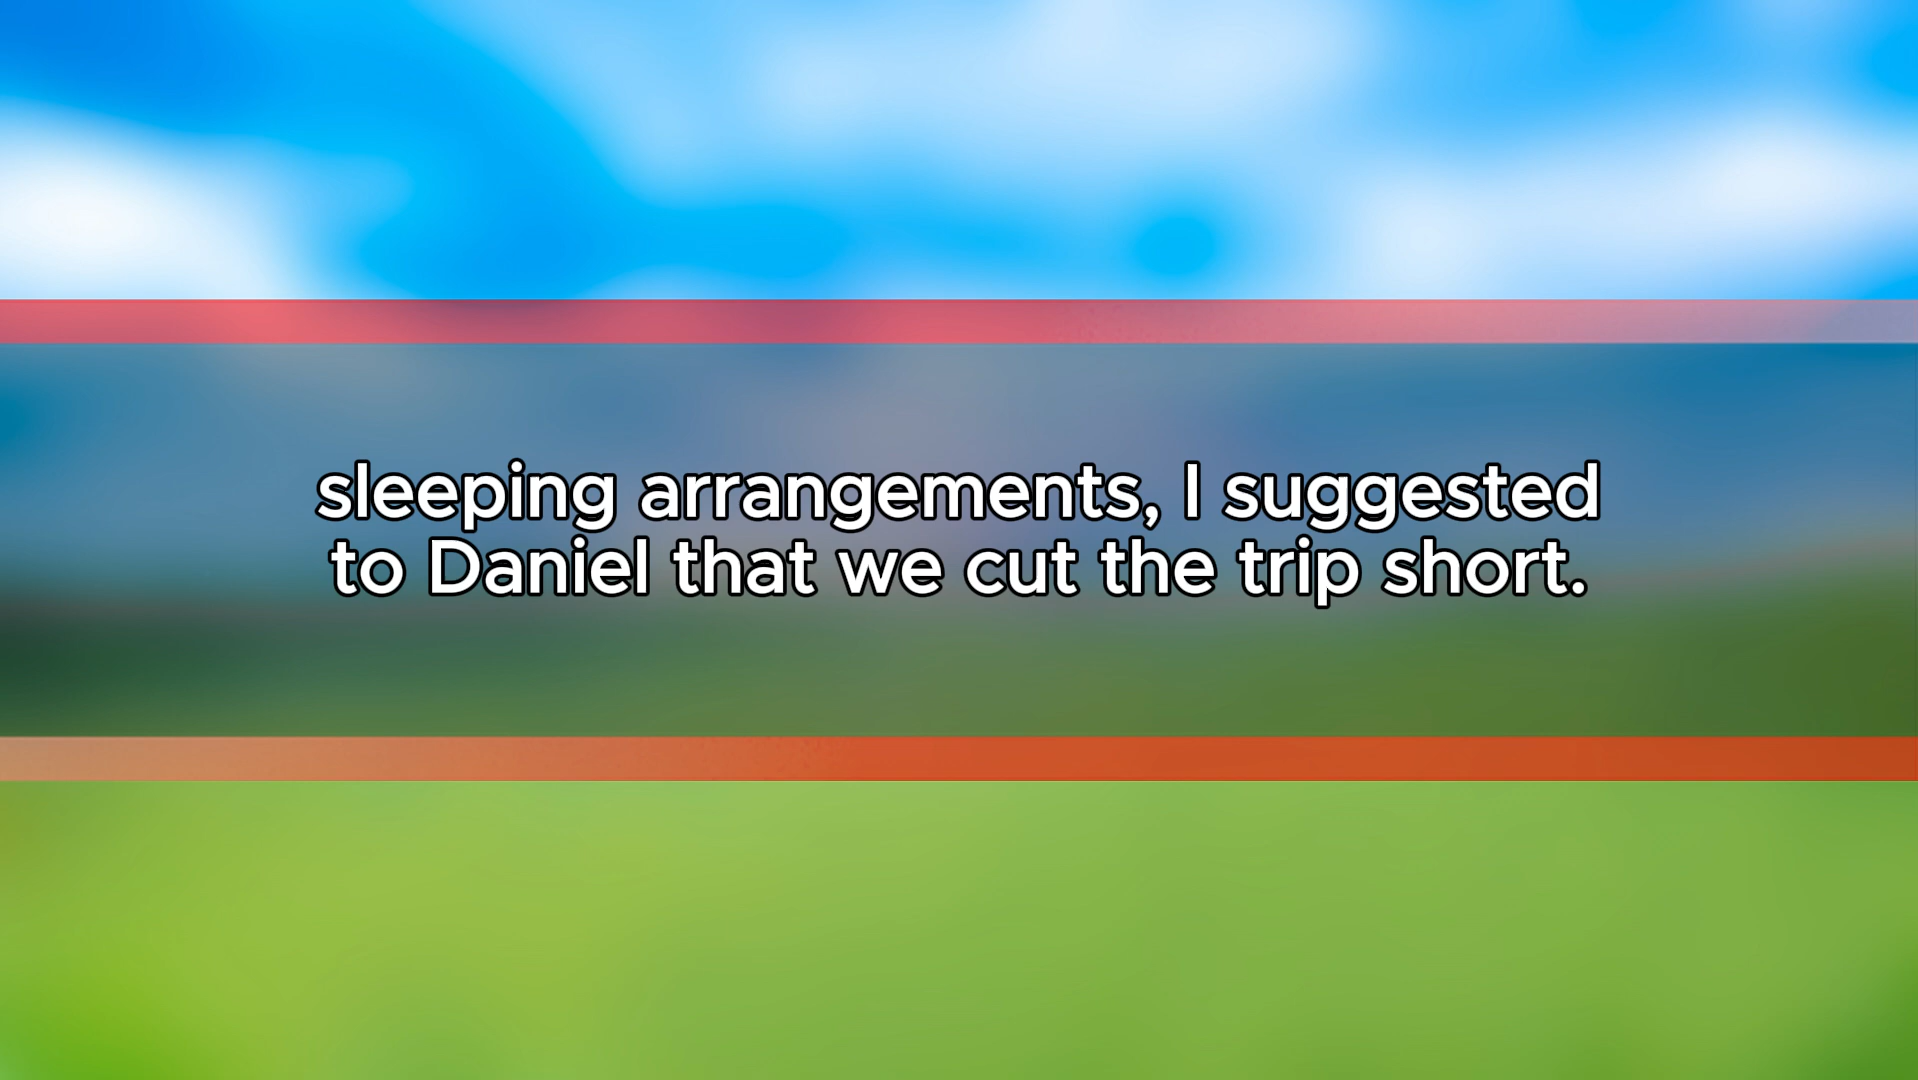 sleeping arrangements, I suggested
to Daniel that we cut the trip short.